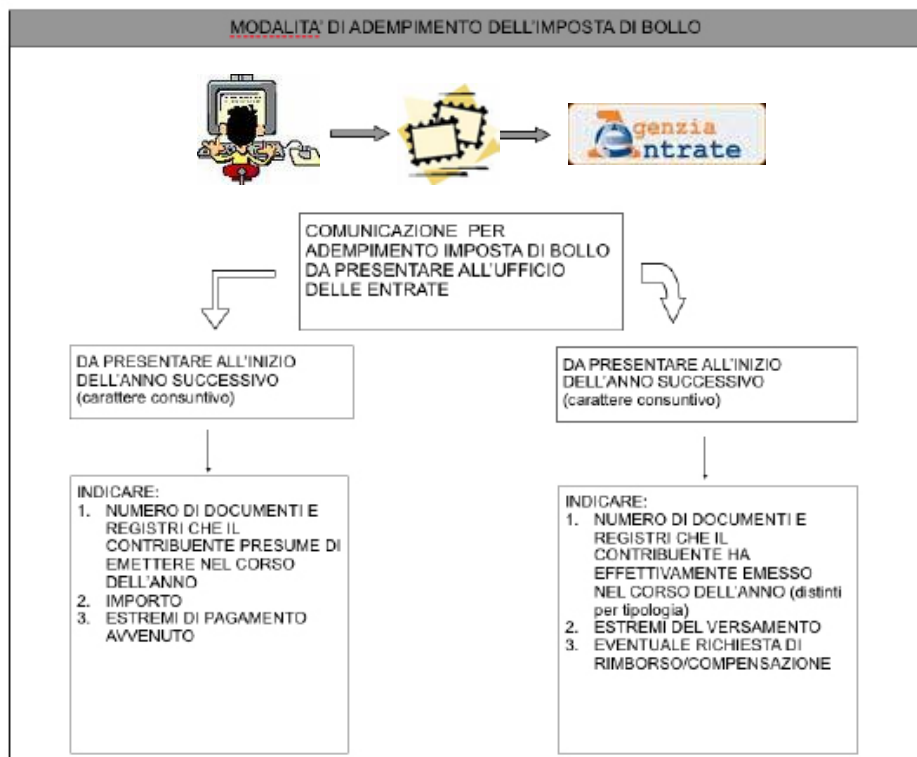 MODALITA' DI ADEMPIMENTO DELL'IMPOSTA DI BOLLO
Agenzia
Entrate
COMUNICAZIONE PER
ADEMPIMENTO IMPOSTA DI BOLLO
DA PRESENTARE ALL'UFFICIO
DELLE ENTRATE
DA PRESENTARE ALL'INIZIO
DELL'ANNO SUCCESSIVO
(carattere consuntivo)
INDICARE:
1. NUMERO DI DOCUMENTI E
REGISTRI CHE IL
CONTRIBUENTE PRESUME DI
EMETTERE NEL CORSO
DELL'ANNO
2. IMPORTO
3. ESTREMI DI PAGAMENTO
AVVENUTO
DA PRESENTARE ALL'INIZIO
DELL'ANNO SUCCESSIVO
(carattere consuntivo)
INDICARE:
1. NUMERO DI DOCUMENTI E
REGISTRI CHE IL
CONTRIBUENTE HA
EFFETTIVAMENTE EMESSO
NEL CORSO DELL'ANNO (distinti
per tipologia)
2. ESTREMI DEL VERSAMENTO
3. EVENTUALE RICHIESTA DI
RIMBORSO/COMPENSAZIONE